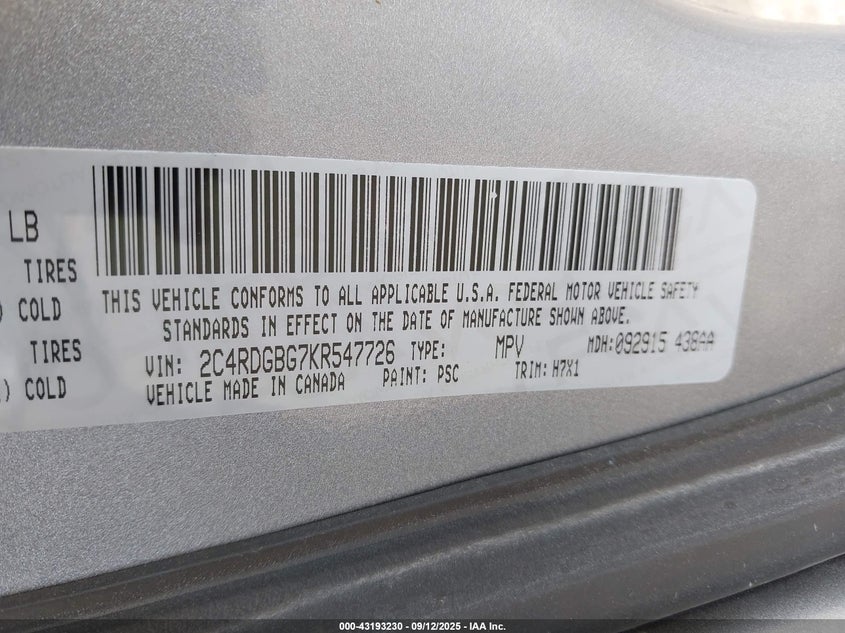 LB
TIRES
) COLD
TIRES
) COLD
THIS VEHICLE CONFORMS TO ALL APPLICABLE U.S.A. FEDERAL MOTOR VEHICLE SAFETY
STANDARDS IN EFFECT ON THE DATE OF MANUFACTURE SHOWN ABOVE.
VIN: 2C4RDGBG7KR547726 TYPE: MPV MDH:092915 438AA
VEHICLE MADE IN CANADA PAINT: PSC TRIM: H7X1
000-43193230 - 09/12/2025 - IAA Inc.